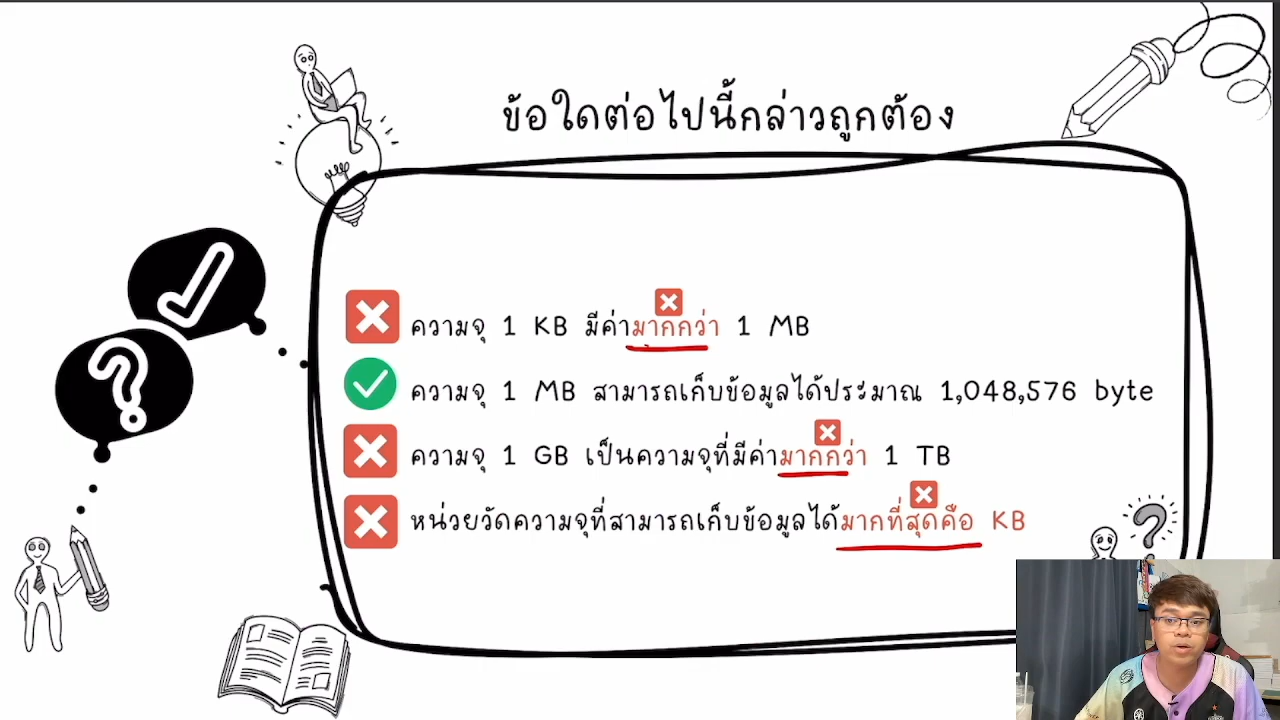 ข้อใดต่อไปนี้กล่าวถูกต้อง
ความจุ 1 KB มีค่ามากกว่า 1 MB
ความจุ 1 MB สามารถเก็บข้อมูลได้ประมาณ 1,048,576 byte
ความจุ 1 GB เป็นความจุที่มีค่ามากกว่า 1 TB
หน่วยวัดความจุที่สามารถเก็บข้อมูลได้มากที่สุดคือ KB